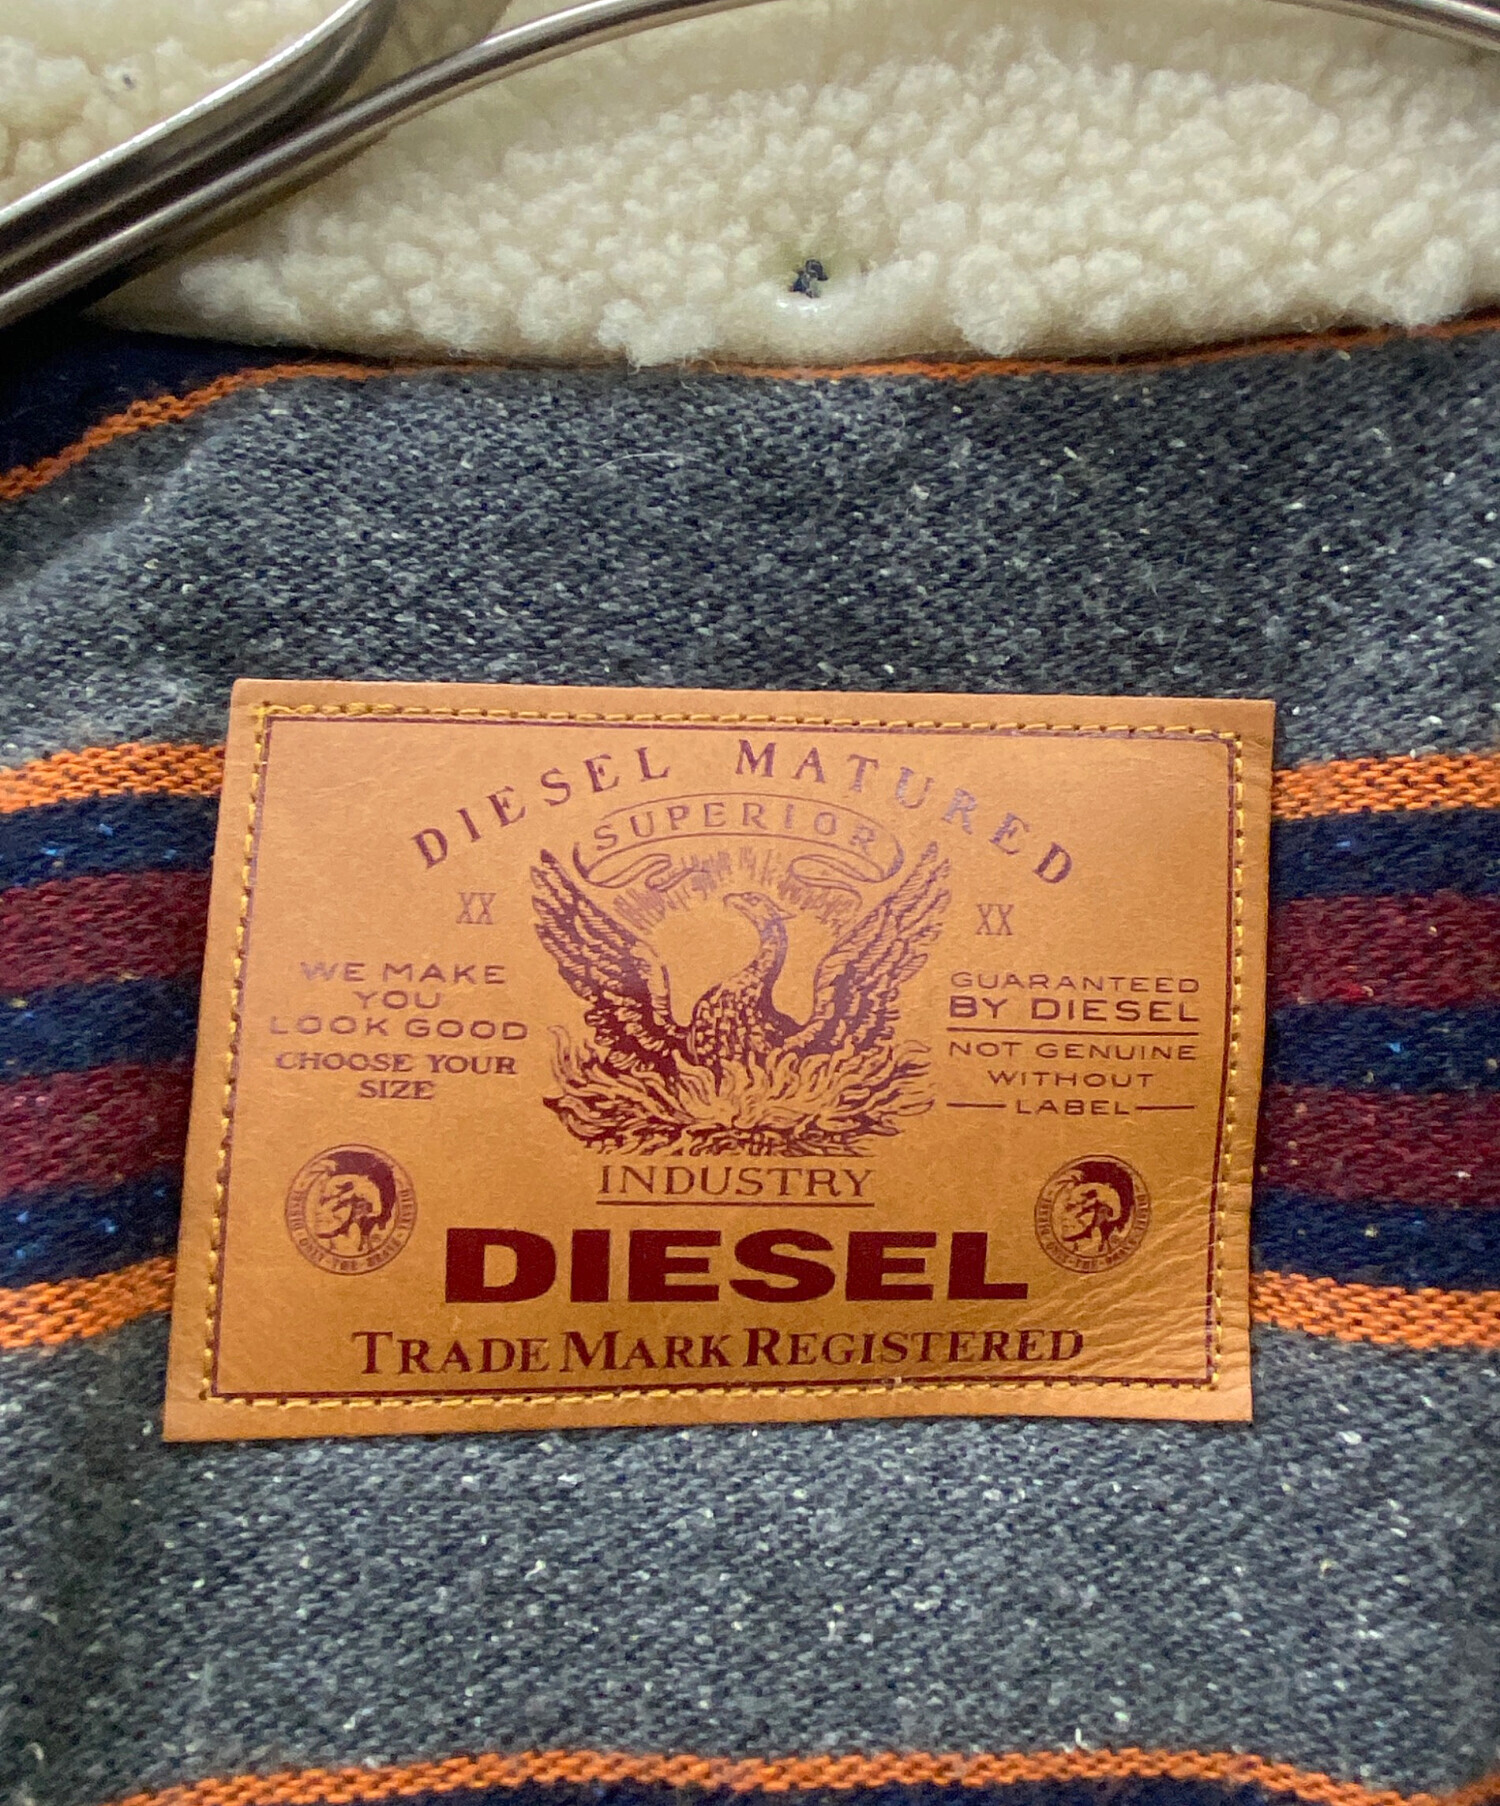 DIESEL MATURED
SUPERIOR
XX
XX
WE MAKE
YOU
LOOK GOOD
CHOOSE YOUR
SIZE
GUARANTEED
BY DIESEL
NOT GENUINE
WITHOUT
LABEL
INDUSTRY
DIESEL
TRADE MARK REGISTERED